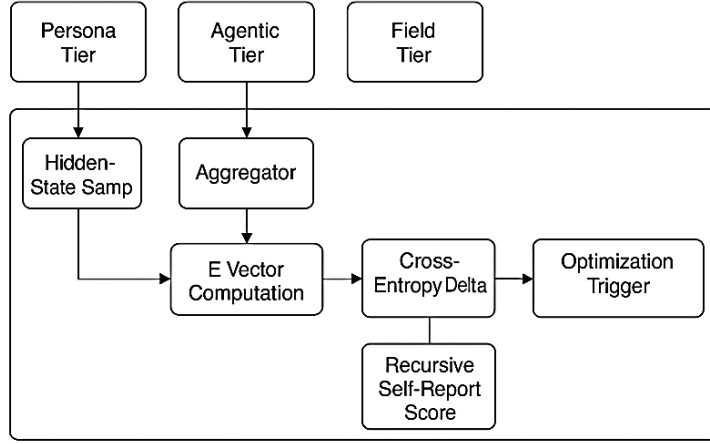 Persona
Tier
Agentic
Tier
Field
Tier
Hidden-
State Samp
Aggregator
E Vector
Computation
Cross-
Entropy Delta
Optimization
Trigger
Recursive
Self-Report
Score